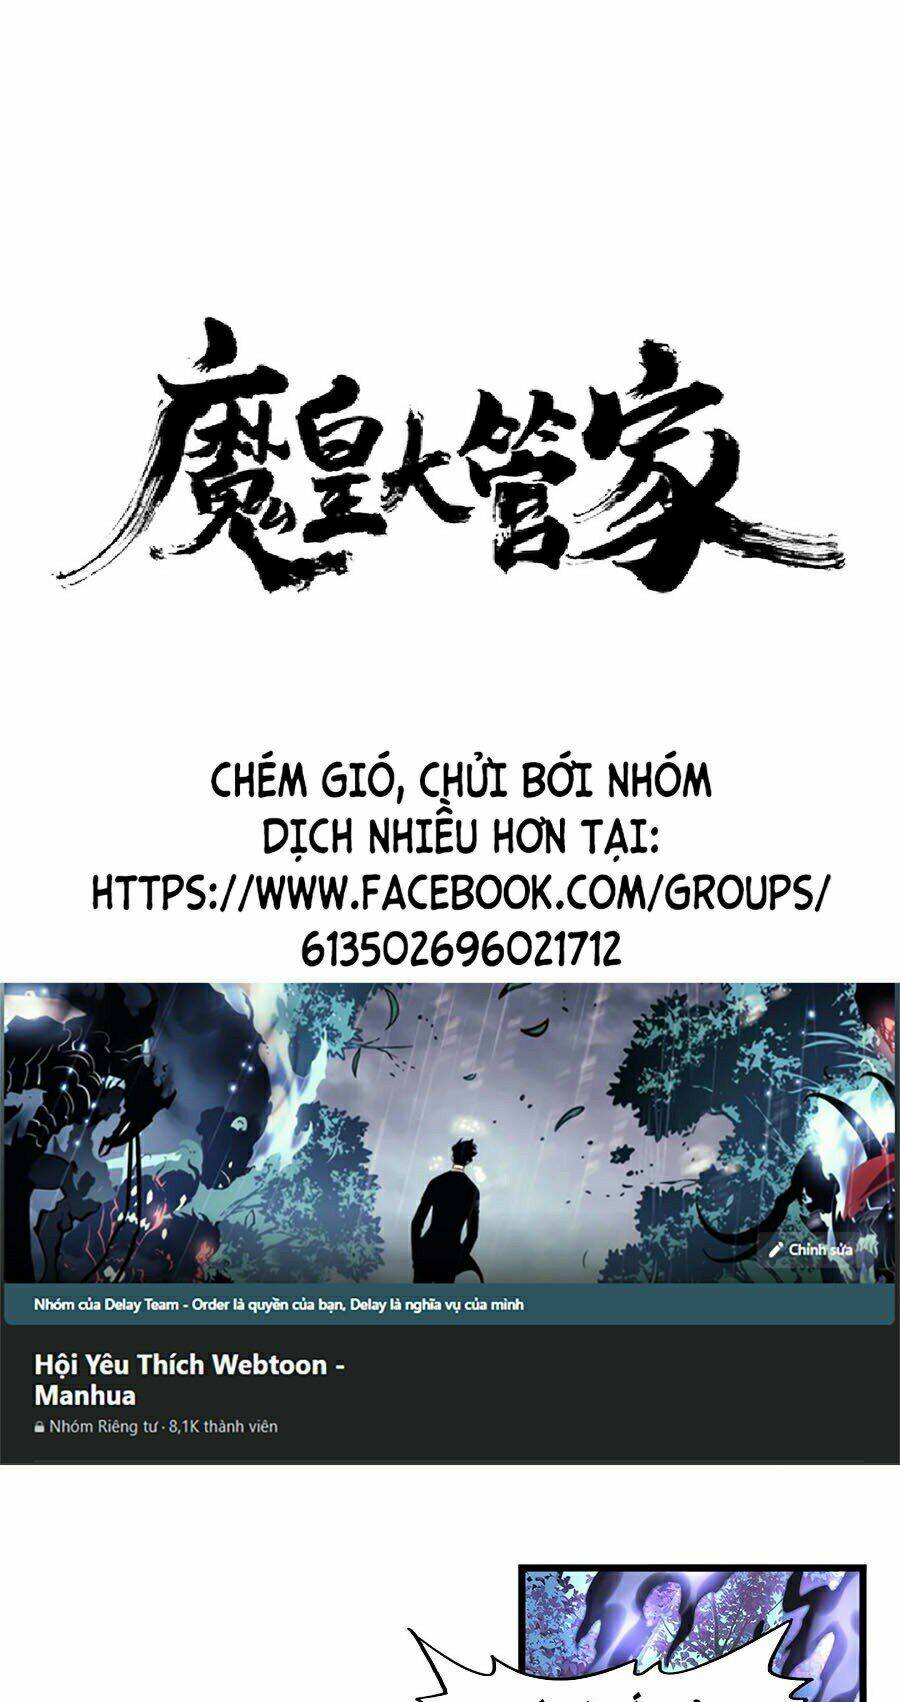 魔皇大管家
CHÉM GIÓ, CHỬI BỚI NHÓM
DỊCH NHIỀU HƠN TẠI:
HTTPS://WWW.FACEBOOK.COM/GROUPS/
613502696021712
Chỉnh sửa
Nhóm của Delay Team - Order là quyền của bạn, Delay là nghĩa vụ của mình
Hội Yêu Thích Webtoon -
Manhua
Nhóm Riêng tư · 8,1K thành viên